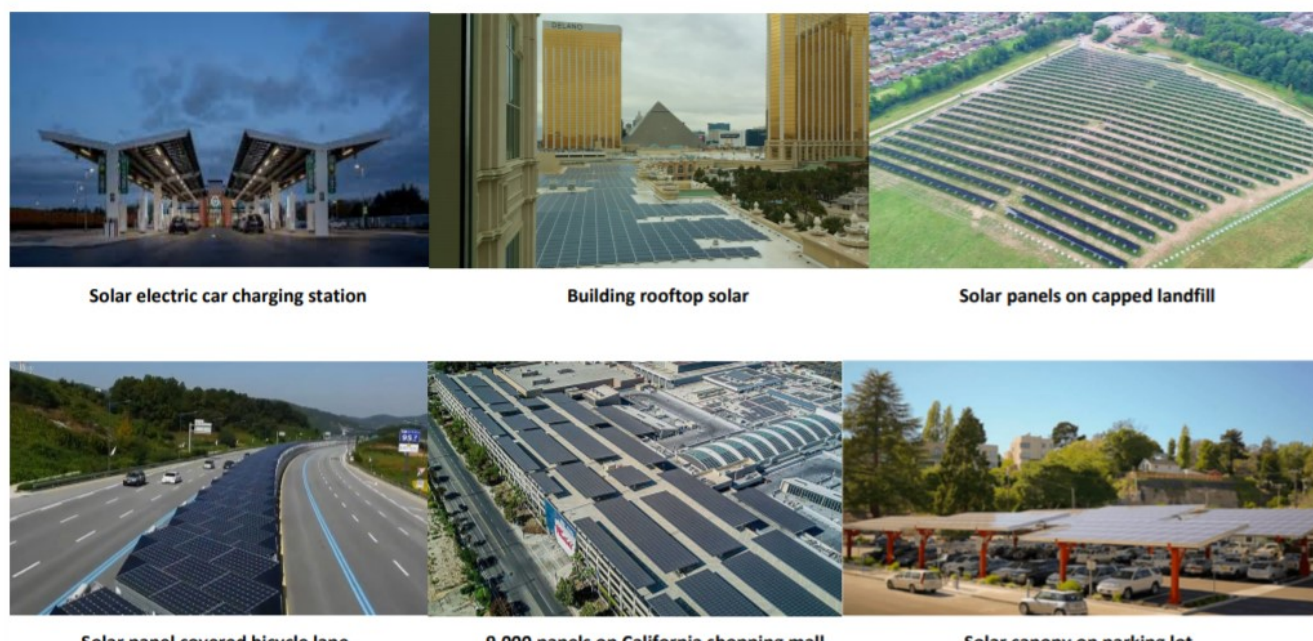 DELANO
Solar electric car charging station
Building rooftop solar
Solar panels on capped landfill
Solar panel covered bicycle lane
9,000 panels on California shopping mall
Solar canopy on parking lot